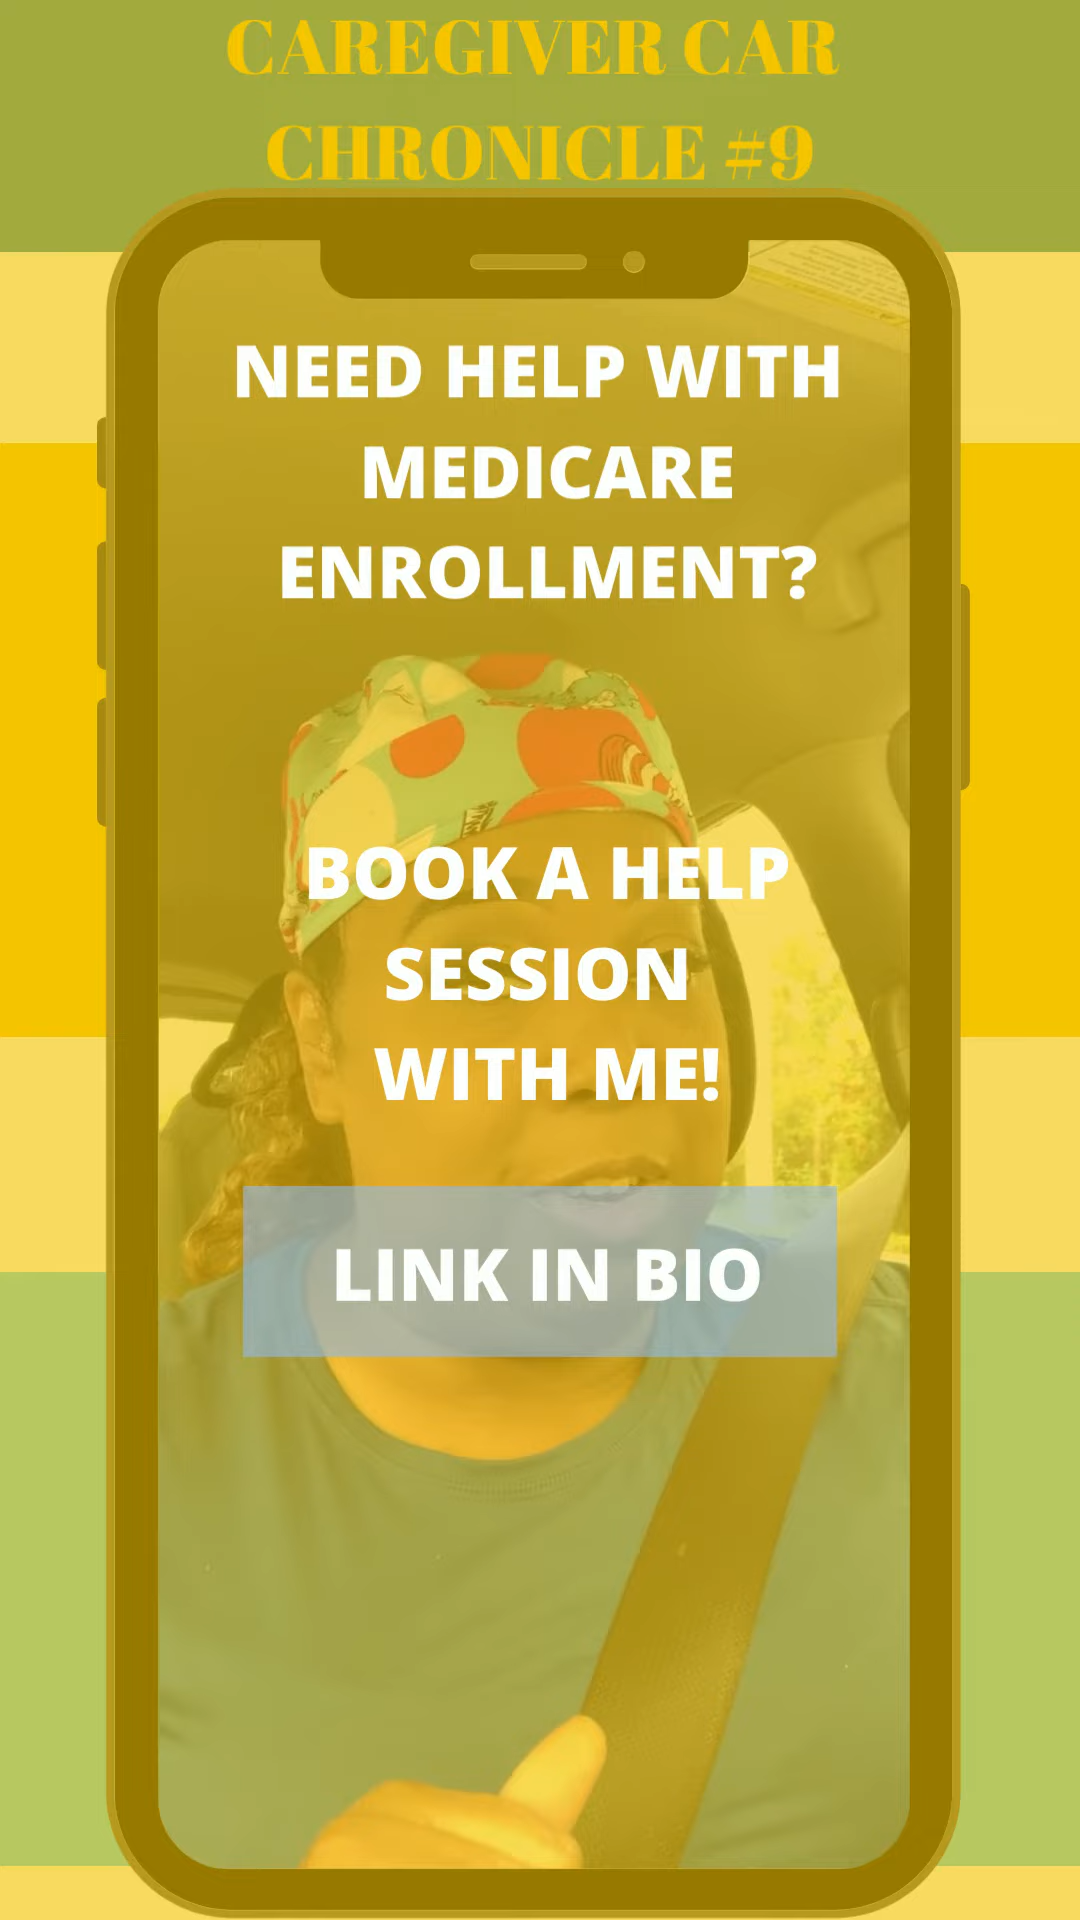 CAREGIVER CAR
CHRONICLE #9
NEED HELP WITH
MEDICARE
ENROLLMENT?
BOOK A HELP
SESSION
WITH ME!
LINK IN BIO